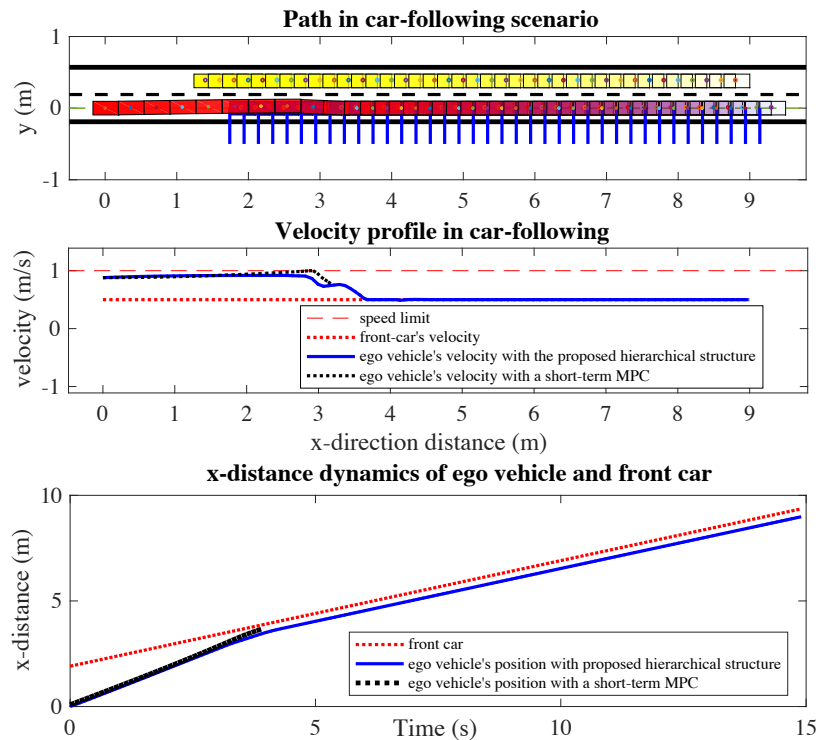 Path in car-following scenario
1
0
-1
y (m)
0 1 2 3 4 5 6 7 8 9
Velocity profile in car-following
1
0
-1
velocity (m/s)
speed limit
front-car's velocity
ego vehicle's velocity with the proposed hierarchical structure
ego vehicle's velocity with a short-term MPC
0 1 2 3 4 5 6 7 8 9
x-direction distance (m)
x-distance dynamics of ego vehicle and front car
10
5
0
x-distance (m)
front car
ego vehicle's position with proposed hierarchical structure
ego vehicle's position with a short-term MPC
0 5 10 15
Time (s)